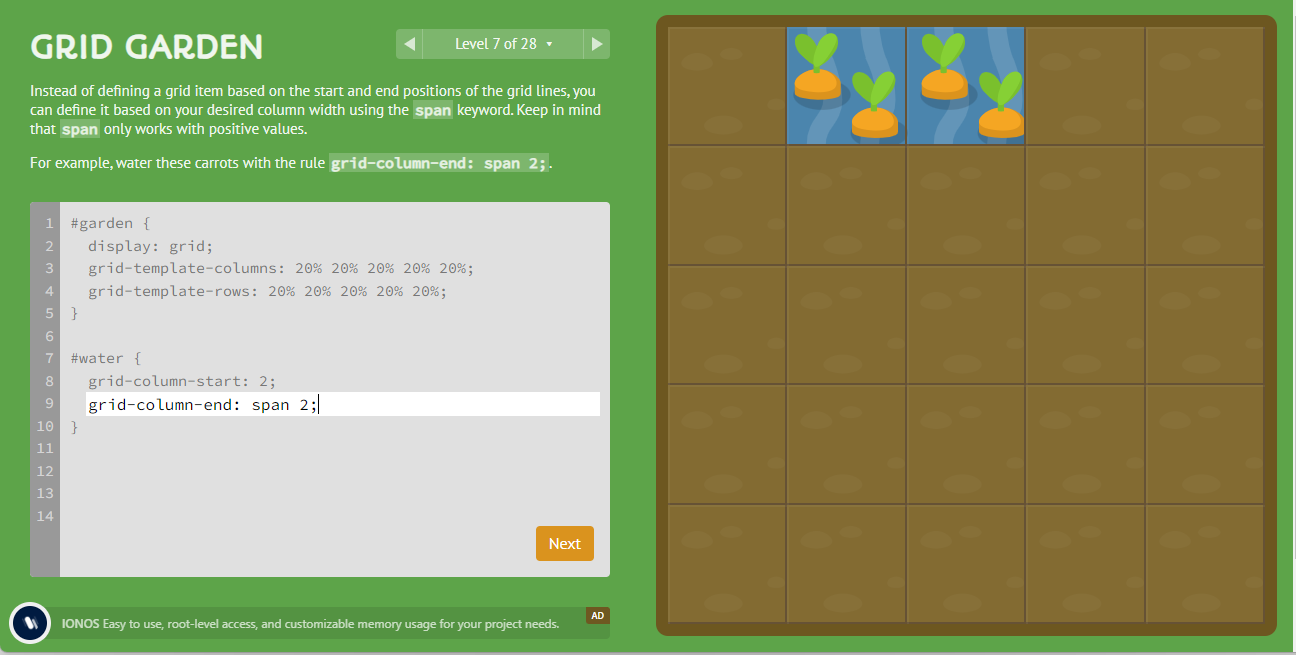 GRID GARDEN
Level 7 of 28
Instead of defining a grid item based on the start and end positions of the grid lines, you
can define it based on your desired column width using the span keyword. Keep in mind
that span only works with positive values.
For example, water these carrots with the rule grid-column-end: span 2;.
1 #garden {
2 display: grid;
3 grid-template-columns: 20% 20% 20% 20% 20%;
4 grid-template-rows: 20% 20% 20% 20% 20%;
5 }
6
7 #water {
8 grid-column-start: 2;
9 grid-column-end: span 2;
10 }
11
12
13
14
Next
AD
IONOS Easy to use, root-level access, and customizable memory usage for your project needs.